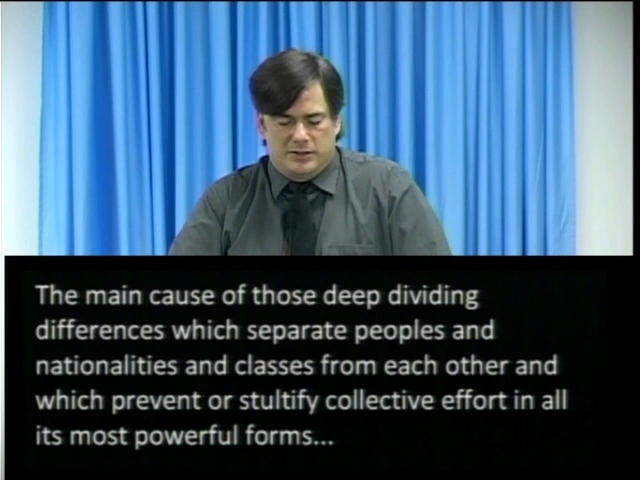 The main cause of those deep dividing
differences which separate peoples and
nationalities and classes from each other and
which prevent or stultify collective effort in all
its most powerful forms...